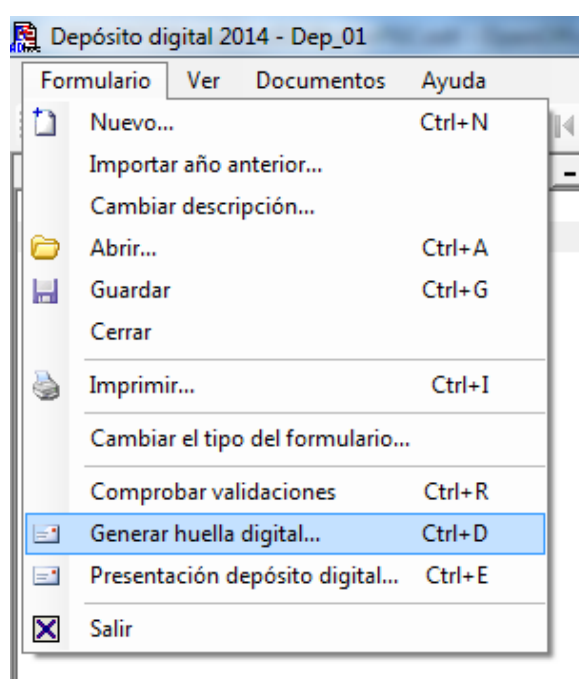 Depósito digital 2014 - Dep_01
Formulario Ver Documentos Ayuda
Nuevo... Ctrl+N
Importar año anterior...
Cambiar descripción...
Abrir... Ctrl+A
Guardar Ctrl+G
Cerrar
Imprimir... Ctrl+I
Cambiar el tipo del formulario...
Comprobar validaciones Ctrl+R
Generar huella digital... Ctrl+D
Presentación depósito digital... Ctrl+E
Salir